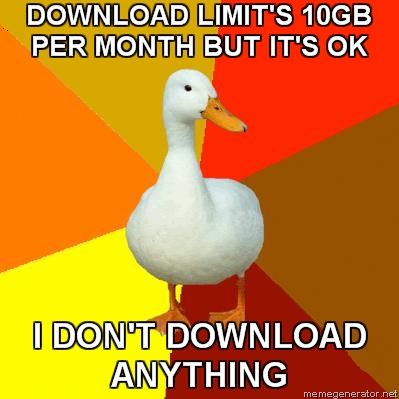 DOWNLOAD LIMIT'S 10GB
PER MONTH BUT IT'S OK
I DON'T DOWNLOAD
ANYTHING
memegenerator.net